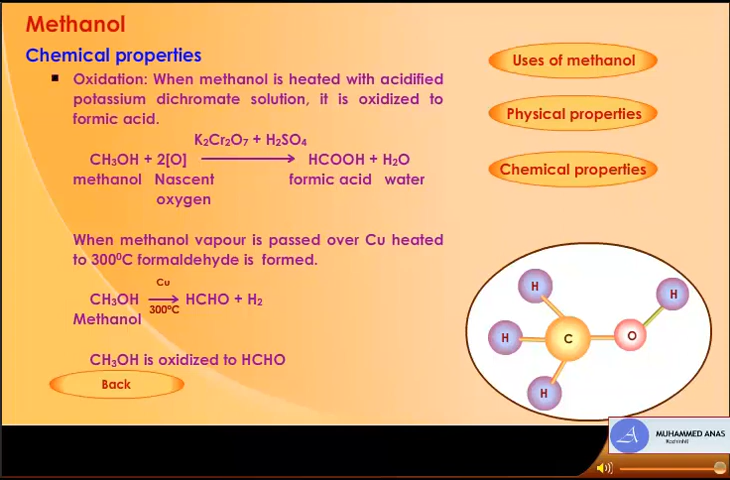 Methanol
Chemical properties
▪ Oxidation: When methanol is heated with acidified
potassium dichromate solution, it is oxidized to
formic acid.
K₂Cr₂O₇ + H₂SO₄
CH₃OH + 2[O] ⟶ HCOOH + H₂O
methanol Nascent formic acid water
oxygen
When methanol vapour is passed over Cu heated
to 300⁰C formaldehyde is formed.
Cu
CH₃OH ⟶ HCHO + H₂
300⁰C
Methanol
CH₃OH is oxidized to HCHO
Back
Uses of methanol
Physical properties
Chemical properties
H
H
H
C
O
H
A
MUHAMMED ANAS